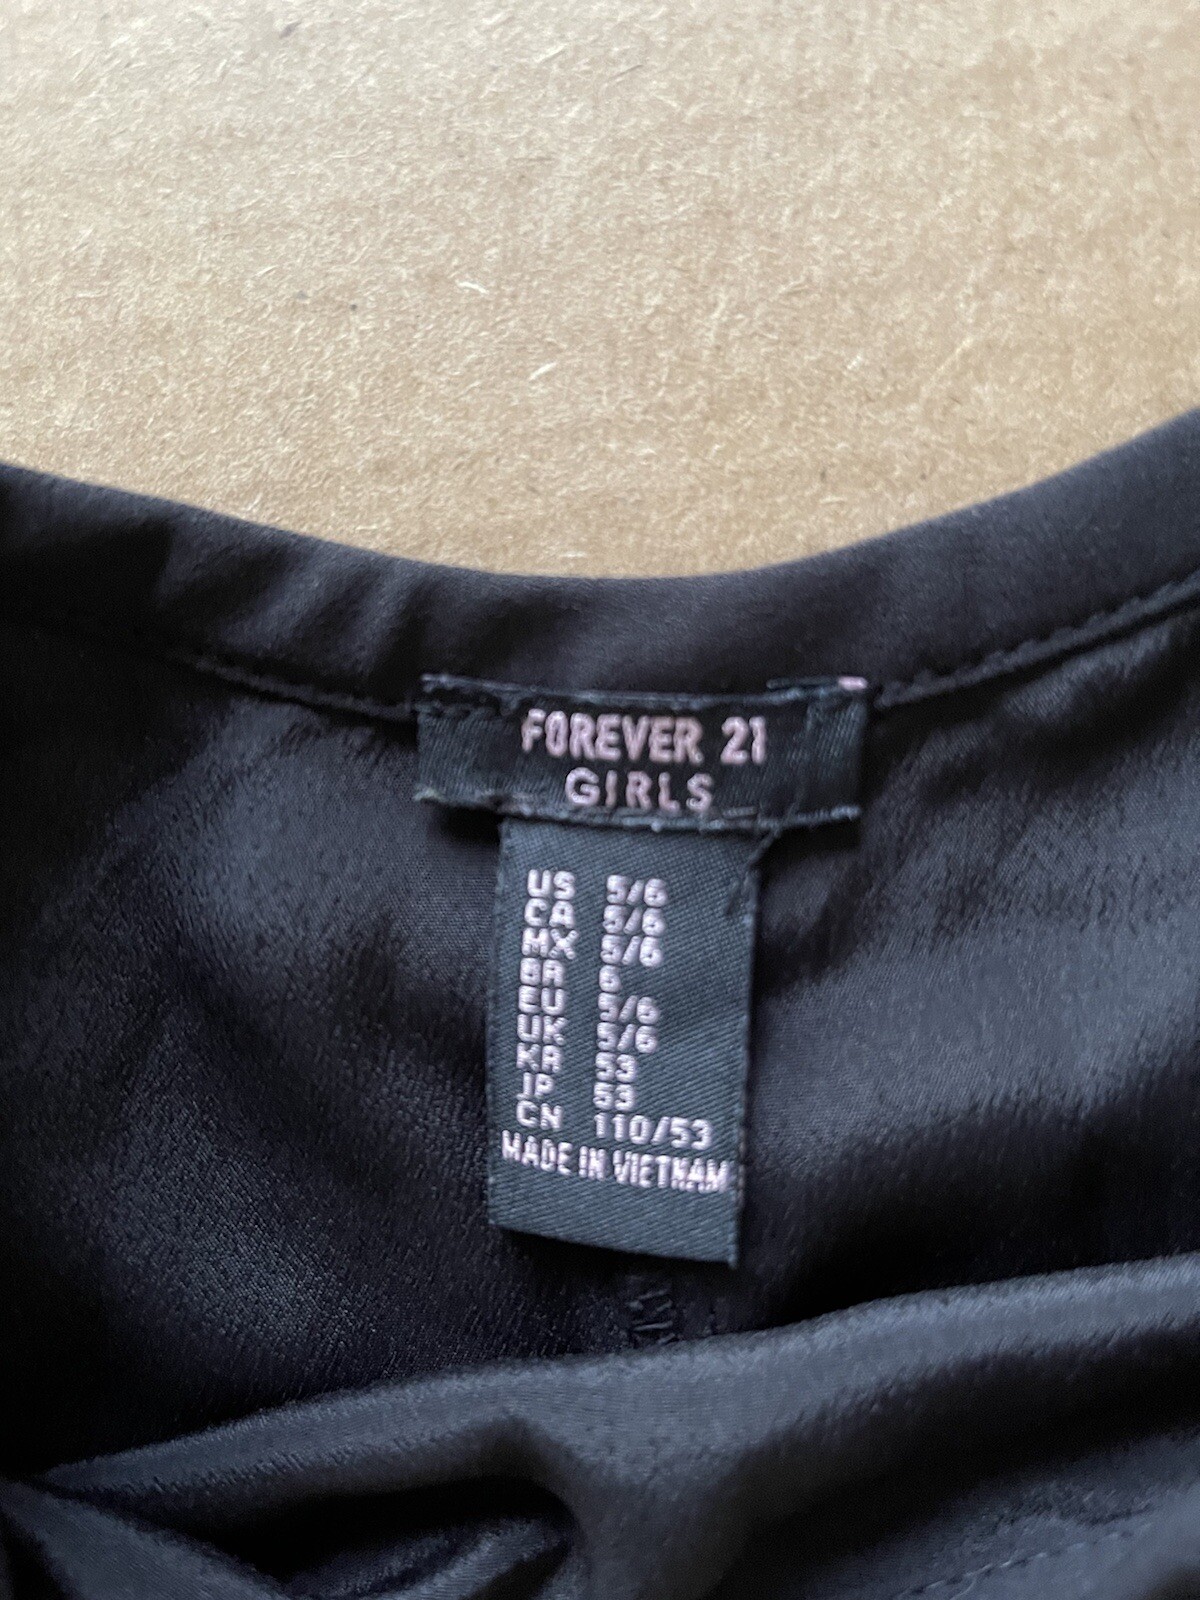 FOREVER 21
GIRLS
US 5/6
CA 5/6
MX 5/6
BR 6
EU 5/6
UK 5/6
KR 53
JP 53
CN 110/53
MADE IN VIETNAM